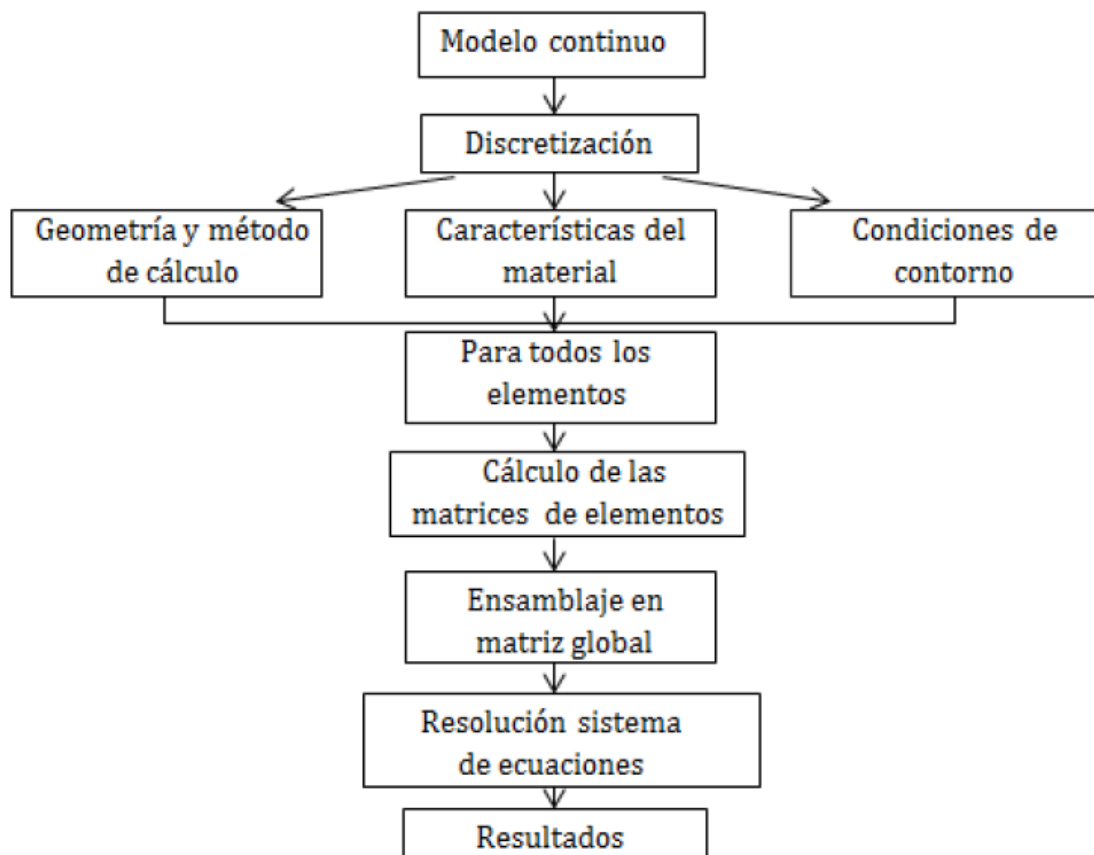 Modelo continuo
Discretización
Geometría y método
de cálculo
Características del
material
Condiciones de
contorno
Para todos los
elementos
Cálculo de las
matrices de elementos
Ensamblaje en
matriz global
Resolución sistema
de ecuaciones
Resultados